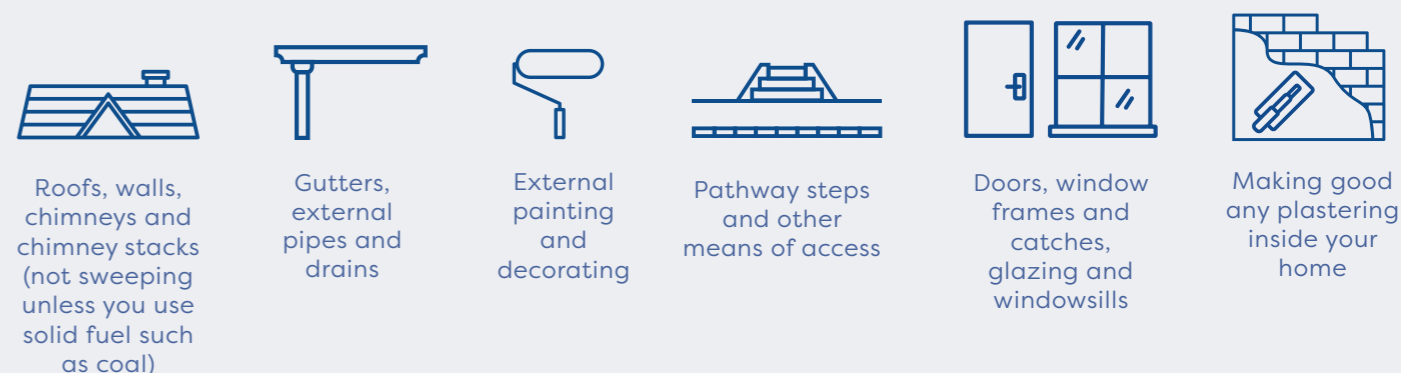 Roofs, walls,
chimneys and
chimney stacks
(not sweeping
unless you use
solid fuel such
as coal)
Gutters,
external
pipes and
drains
External
painting
and
decorating
Pathway steps
and other
means of access
Doors, window
frames and
catches,
glazing and
windowsills
Making good
any plastering
inside your
home